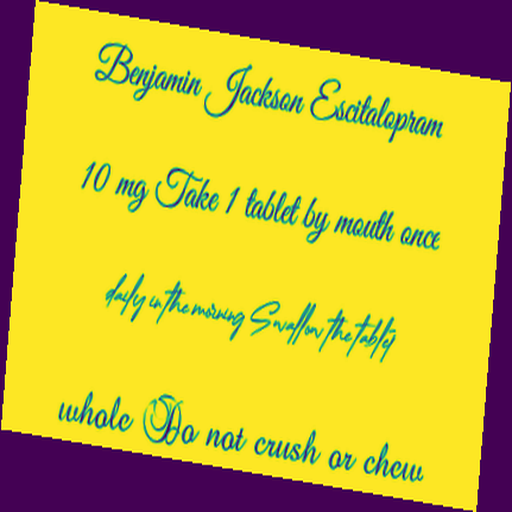 Benjamin Jackson Escitalopram
10 mg Take 1 tablet by mouth once
daily in the morning Swallow the tablet
whole Do not crush or chew